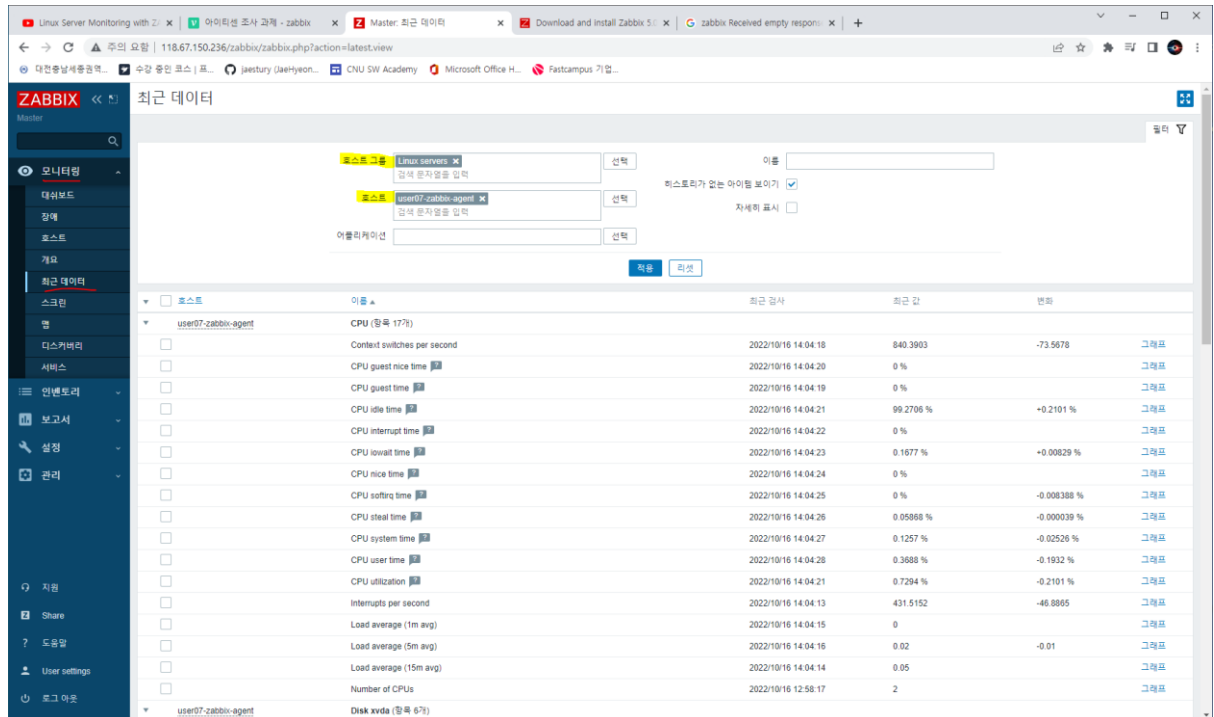 Linux Server Monitoring with Z
아이티센 조사 과제 - zabbix
Master: 최근 데이터
Download and Install Zabbix 5.0
zabbix Received empty respons
주의 요함 | 118.67.150.236/zabbix/zabbix.php?action=latest.view
대전충남세종권역...
수강 중인 코스 | 프...
jaestury (JaeHyeon...
CNU SW Academy
Microsoft Office H...
Fastcampus 기업...
ZABBIX
Master
최근 데이터
필터
모니터링
대쉬보드
장애
호스트
개요
최근 데이터
스크린
맵
디스커버리
서비스
인벤토리
보고서
설정
관리
지원
Share
도움말
User settings
로그 아웃
호스트 그룹 Linux servers 선택
검색 문자열을 입력
호스트 user07-zabbix-agent 선택
검색 문자열을 입력
어플리케이션 선택
이름
히스토리가 없는 아이템 보이기
자세히 표시
적용 리셋
호스트 이름 최근 검사 최근 값 변화
user07-zabbix-agent CPU (항목 17개)
Context switches per second 2022/10/16 14:04:18 840.3903 -73.5678 그래프
CPU guest nice time ? 2022/10/16 14:04:20 0 % 그래프
CPU guest time ? 2022/10/16 14:04:19 0 % 그래프
CPU idle time ? 2022/10/16 14:04:21 99.2706 % +0.2101 % 그래프
CPU interrupt time ? 2022/10/16 14:04:22 0 % 그래프
CPU iowait time ? 2022/10/16 14:04:23 0.1677 % +0.00829 % 그래프
CPU nice time ? 2022/10/16 14:04:24 0 % 그래프
CPU softirq time ? 2022/10/16 14:04:25 0 % -0.008388 % 그래프
CPU steal time ? 2022/10/16 14:04:26 0.05868 % -0.000039 % 그래프
CPU system time ? 2022/10/16 14:04:27 0.1257 % -0.02526 % 그래프
CPU user time ? 2022/10/16 14:04:28 0.3688 % -0.1932 % 그래프
CPU utilization ? 2022/10/16 14:04:21 0.7294 % -0.2101 % 그래프
Interrupts per second 2022/10/16 14:04:13 431.5152 -46.8865 그래프
Load average (1m avg) 2022/10/16 14:04:15 0 그래프
Load average (5m avg) 2022/10/16 14:04:16 0.02 -0.01 그래프
Load average (15m avg) 2022/10/16 14:04:14 0.05 그래프
Number of CPUs 2022/10/16 12:58:17 2 그래프
user07-zabbix-agent Disk xvda (항목 6개)